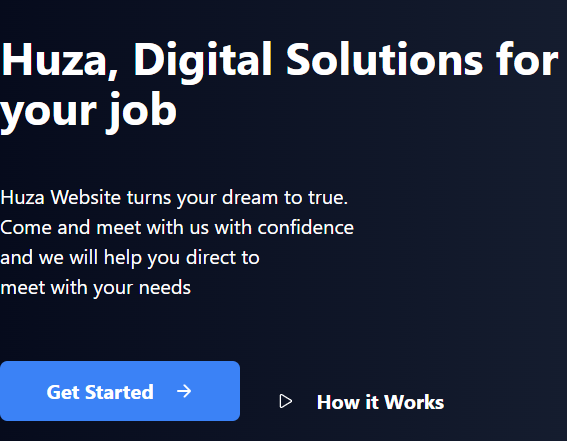 Huza, Digital Solutions for
your job
Huza Website turns your dream to true.
Come and meet with us with confidence
and we will help you direct to
meet with your needs
Get Started
How it Works